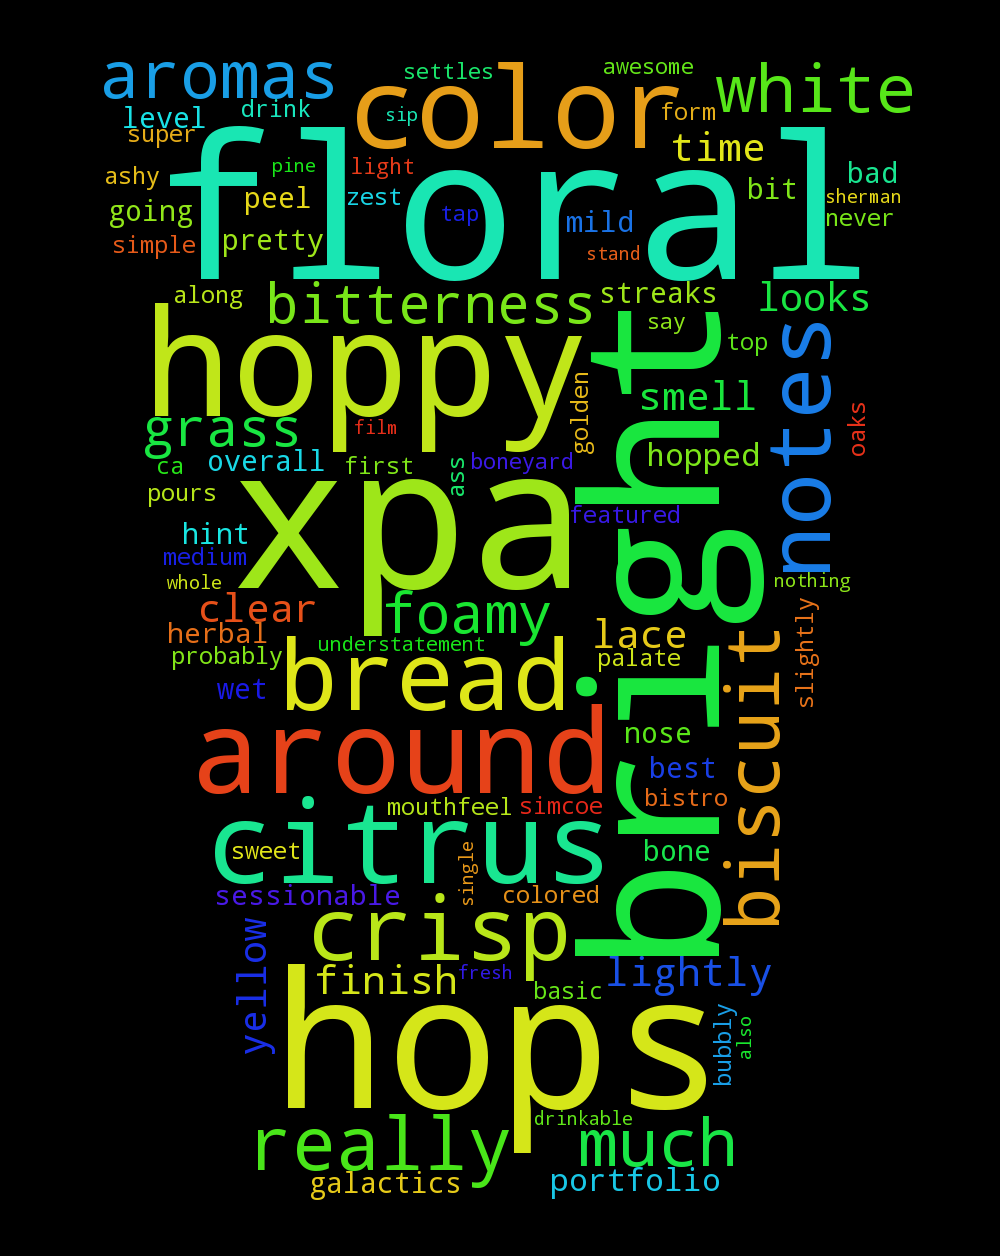 aromas
settles
color
awesome
white
level
drink
sip
form
super
floral
time
pine
light
ashy
peel
zest
bit
bad
sherman
going
tap
mild
never
simple
pretty
stand
along
bitterness
streaks
looks
hoppy
say
top
notes
golden
smell
grass
film
oaks
ca
overall
first
ass
boneyard
hopped
pours
xpa
bright
featured
hint
medium
whole
nothing
clear
foamy
herbal
understatement
lace
slightly
probably
bread
palate
biscuit
wet
around
nose
best
bistro
citrus
mouthfeel
simcoe
sweet
single
bone
sessionable
colored
crisp
yellow
finish
fresh
lightly
basic
hops
bubbly
also
really
drinkable
much
galactics
portfolio